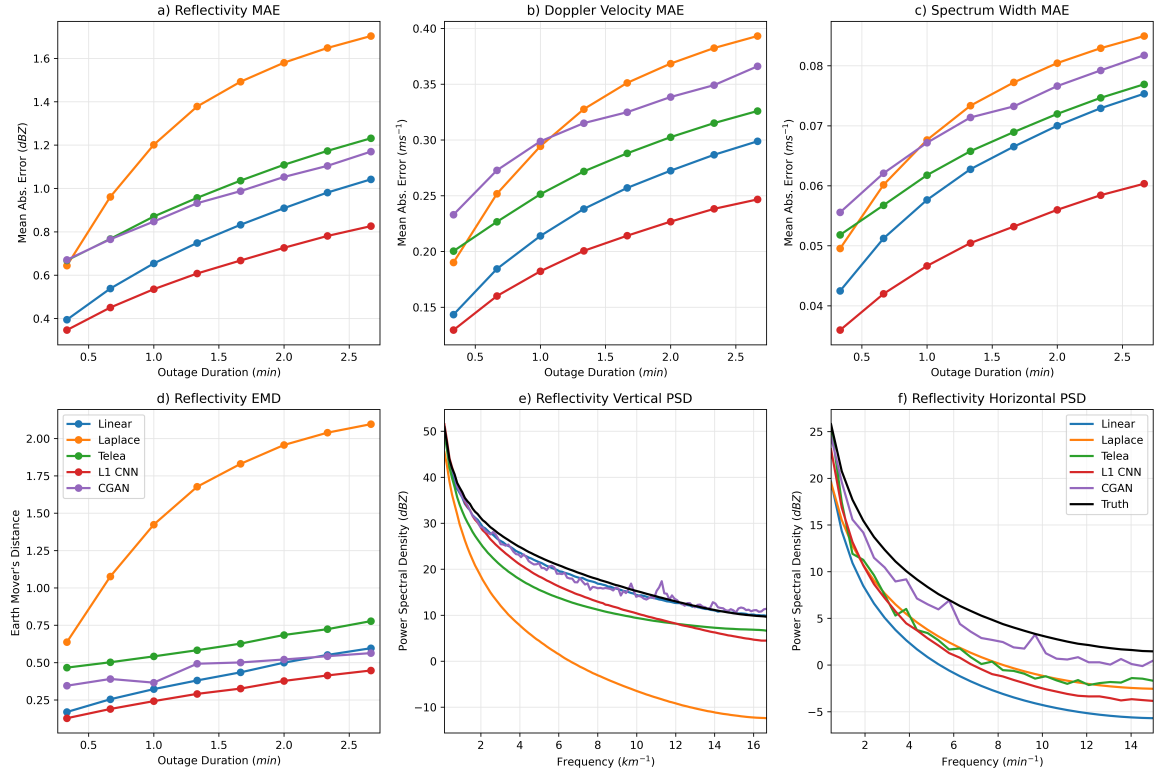 a) Reflectivity MAE
Mean Abs. Error (dBZ)
1.6
1.4
1.2
1.0
0.8
0.6
0.4
0.5 1.0 1.5 2.0 2.5
Outage Duration (min)
b) Doppler Velocity MAE
Mean Abs. Error (ms⁻¹)
0.40
0.35
0.30
0.25
0.20
0.15
0.5 1.0 1.5 2.0 2.5
Outage Duration (min)
c) Spectrum Width MAE
Mean Abs. Error (ms⁻¹)
0.08
0.07
0.06
0.05
0.04
0.5 1.0 1.5 2.0 2.5
Outage Duration (min)
d) Reflectivity EMD
Earth Mover's Distance
2.00
1.75
1.50
1.25
1.00
0.75
0.50
0.25
Linear
Laplace
Telea
L1 CNN
CGAN
0.5 1.0 1.5 2.0 2.5
Outage Duration (min)
e) Reflectivity Vertical PSD
Power Spectral Density (dBZ)
50
40
30
20
10
0
−10
2 4 6 8 10 12 14 16
Frequency (km⁻¹)
f) Reflectivity Horizontal PSD
Power Spectral Density (dBZ)
25
20
15
10
5
0
−5
Linear
Laplace
Telea
L1 CNN
CGAN
Truth
2 4 6 8 10 12 14
Frequency (min⁻¹)